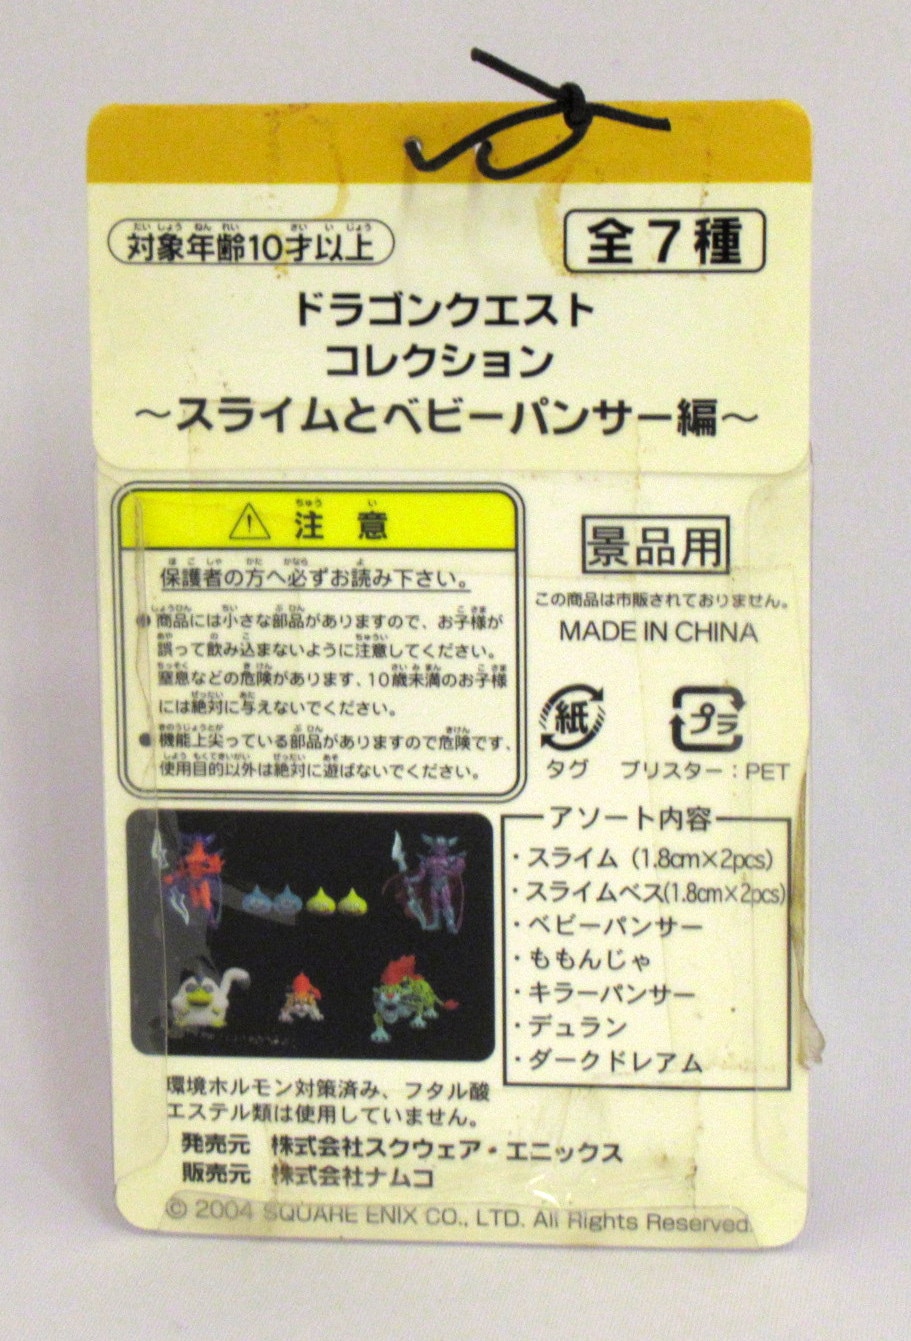 対象年齢10才以上
全7種
ドラゴンクエスト
コレクション
~スライムとベビーパンサー編~
注 意
保護者の方へ必ずお読み下さい。
●商品には小さな部品がありますので、お子様が
誤って飲み込まないように注意してください。
窒息などの危険があります、10歳未満のお子様
には絶対に与えないでください。
●機能上尖っている部品がありますので危険です、
使用目的以外は絶対に遊ばないでください。
景品用
この商品は市販されておりません。
MADE IN CHINA
紙
プラ
タグ
ブリスター:PET
アソート内容
・スライム(1.8cm×2pcs)
・スライムベス(1.8cm×2pcs)
・ベビーパンサー
・ももんじゃ
・キラーパンサー
・デュラン
・ダークドレアム
環境ホルモン対策済み、フタル酸
エステル類は使用していません。
発売元 株式会社スクウェア・エニックス
販売元 株式会社ナムコ
© 2004 SQUARE ENIX CO., LTD. All Rights Reserved.